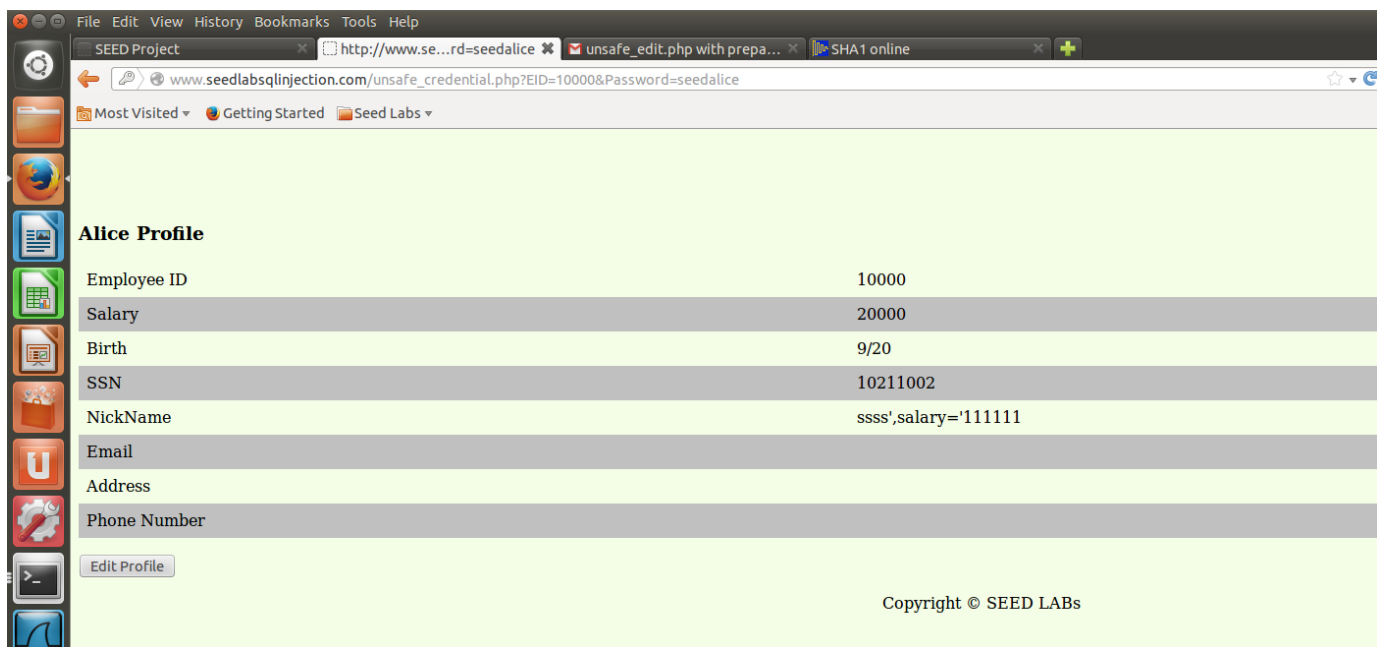 File Edit View History Bookmarks Tools Help
SEED Project http://www.se...rd=seedalice unsafe_edit.php with prepa... SHA1 online
www.seedlabsqlinjection.com/unsafe_credential.php?EID=10000&Password=seedalice
Most Visited Getting Started Seed Labs
Alice Profile
Employee ID 10000
Salary 20000
Birth 9/20
SSN 10211002
NickName ssss',salary='111111
Email
Address
Phone Number
Edit Profile
Copyright © SEED LABs